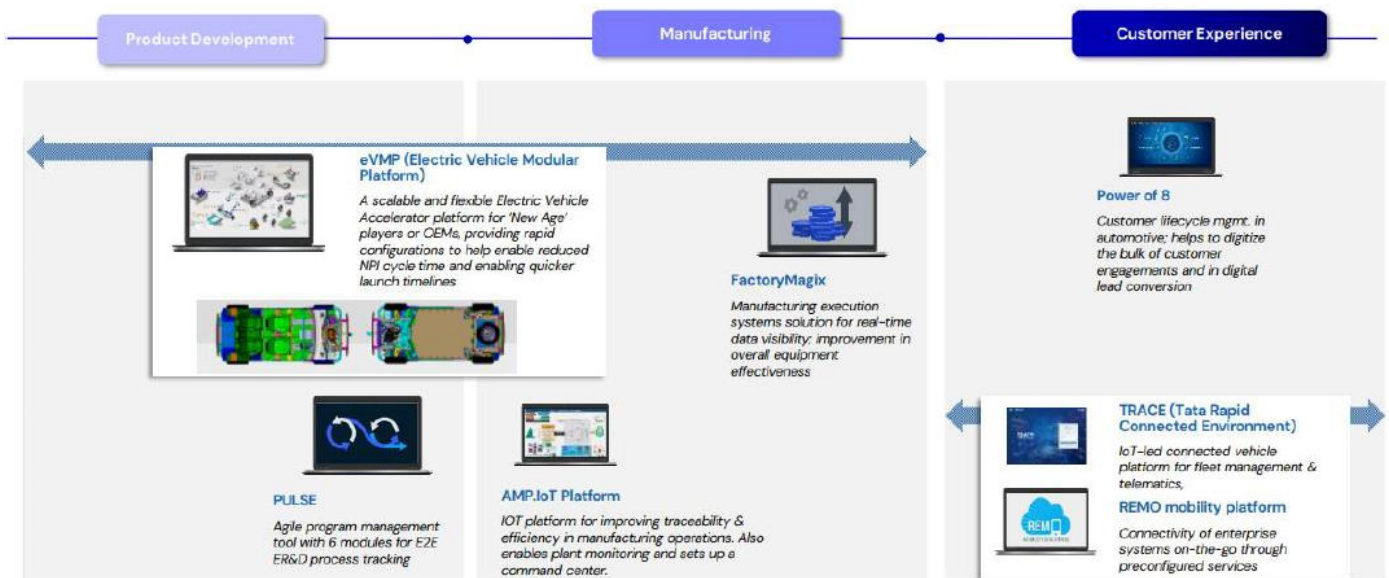 Product Development
Manufacturing
Customer Experience
eVMP (Electric Vehicle Modular
Platform)
A scalable and flexible Electric Vehicle
Accelerator platform for 'New Age'
players or OEMs, providing rapid
configurations to help enable reduced
NPI cycle time and enabling quicker
launch timelines
FactoryMagix
Manufacturing execution
systems solution for real-time
data visibility; improvement in
overall equipment
effectiveness
Power of 8
Customer lifecycle mgmt. in
automotive; helps to digitize
the bulk of customer
engagements and in digital
lead conversion
PULSE
Agile program management
tool with 6 modules for E2E
ER&D process tracking
AMP.IoT Platform
IOT platform for improving traceability &
efficiency in manufacturing operations. Also
enables plant monitoring and sets up a
command center.
TRACE (Tata Rapid
Connected Environment)
IoT-led connected vehicle
platform for fleet management &
telematics,
TRACE
REMO mobility platform
Connectivity of enterprise
systems on-the-go through
preconfigured services
REM